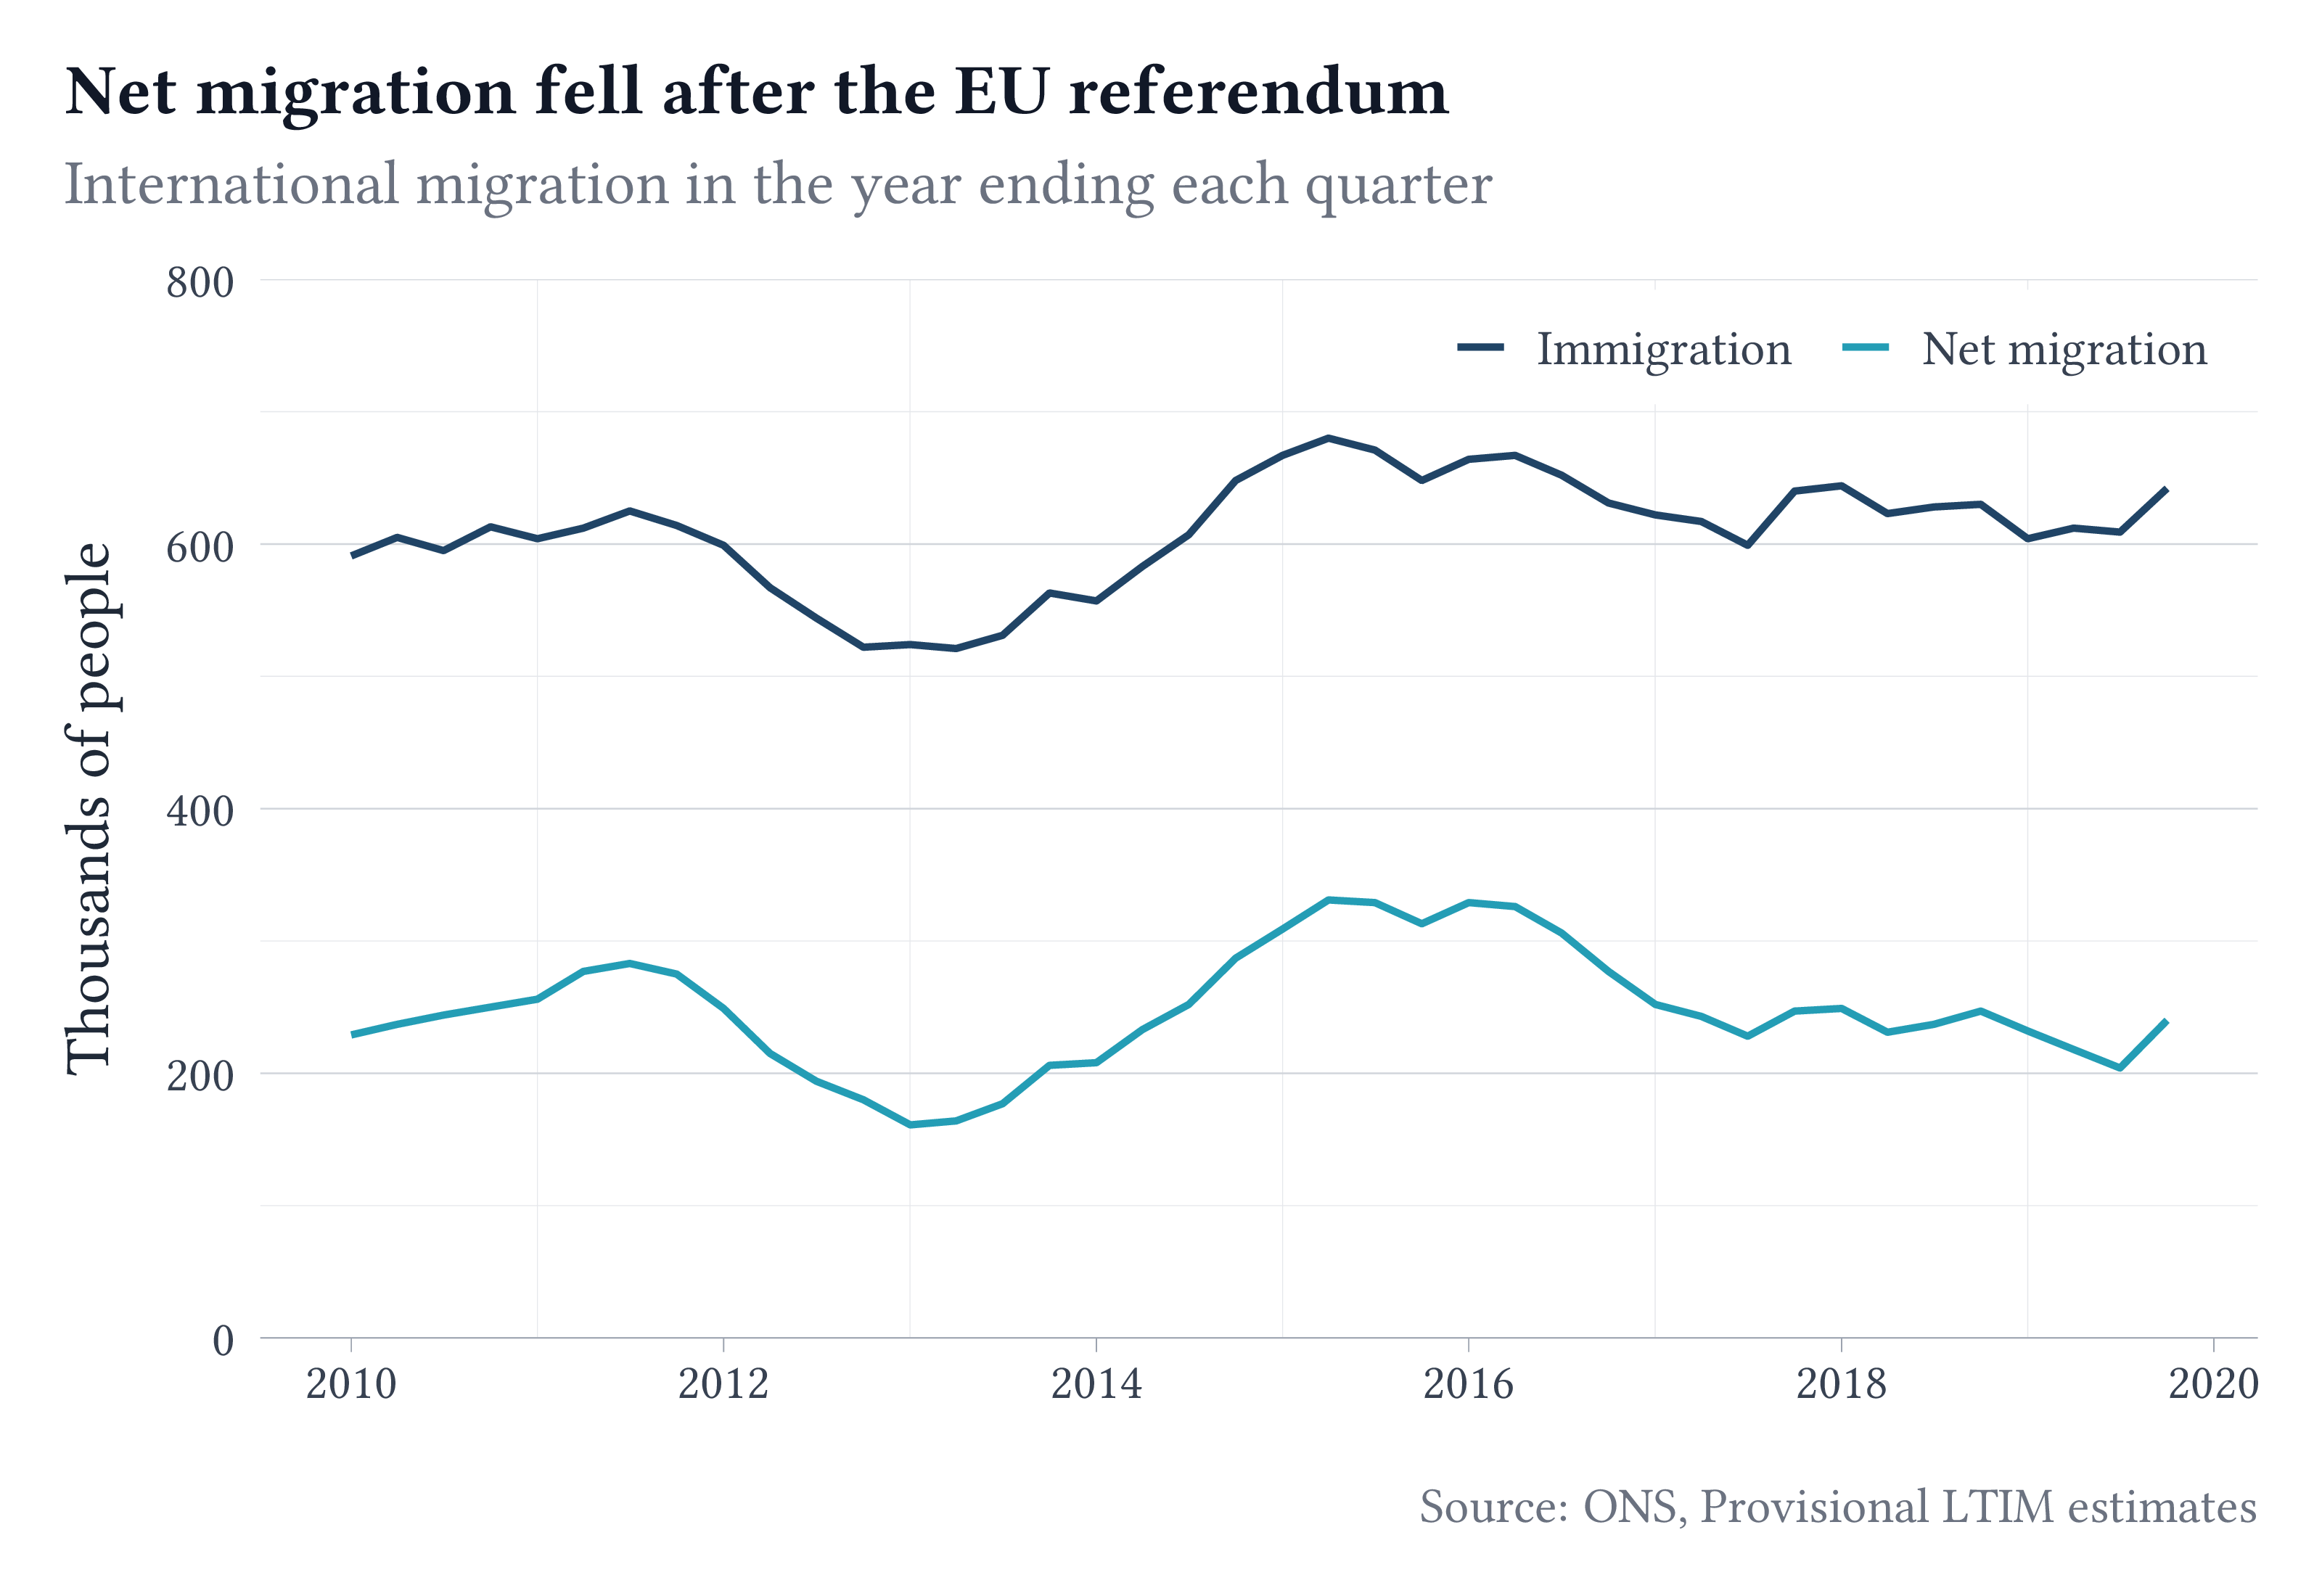 Net migration fell after the EU referendum
International migration in the year ending each quarter
Thousands of people
800
600
400
200
0
Immigration
Net migration
2010
2012
2014
2016
2018
2020
Source: ONS, Provisional LTIM estimates